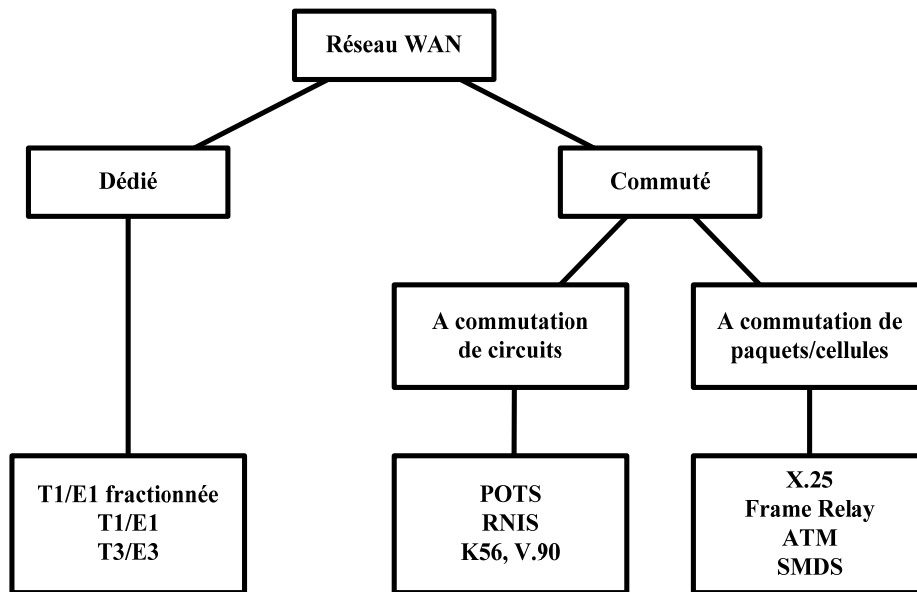 Réseau WAN
Dédié
Commuté
A commutation
de circuits
A commutation de
paquets/cellules
T1/E1 fractionnée
T1/E1
T3/E3
POTS
RNIS
K56, V.90
X.25
Frame Relay
ATM
SMDS